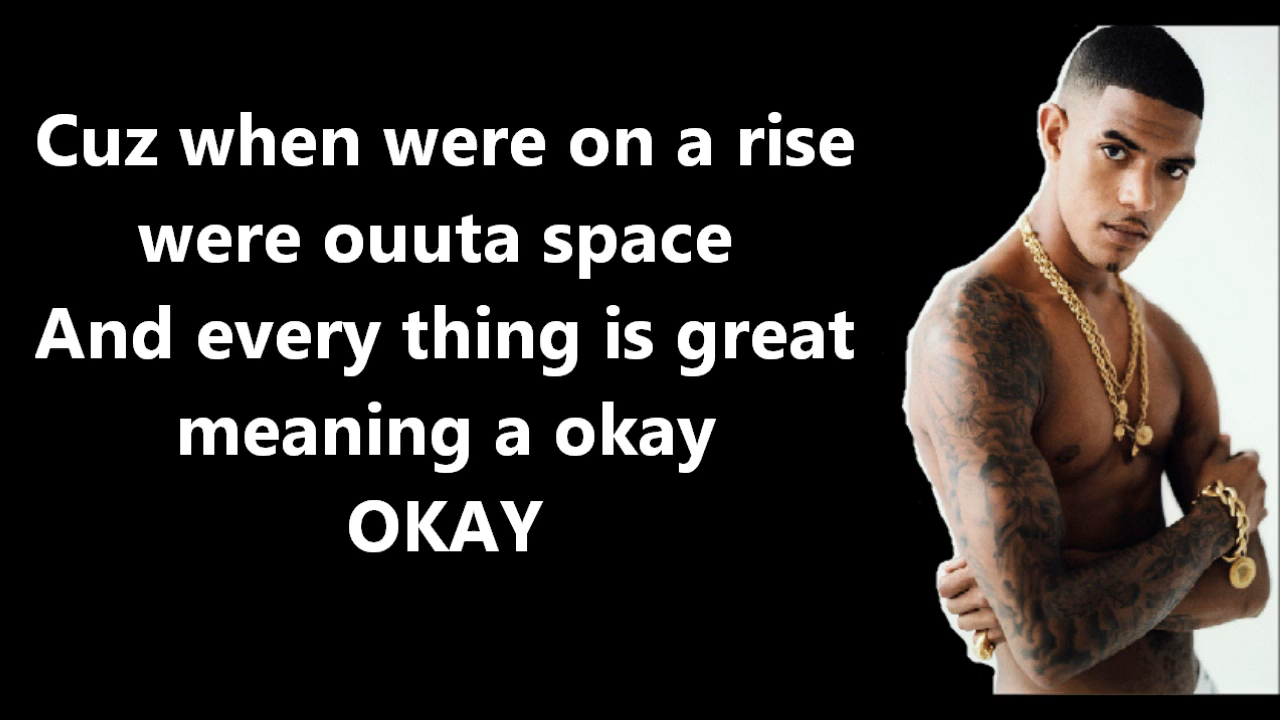 Cuz when were on a rise
were ouuta space
And every thing is great
meaning a okay
OKAY